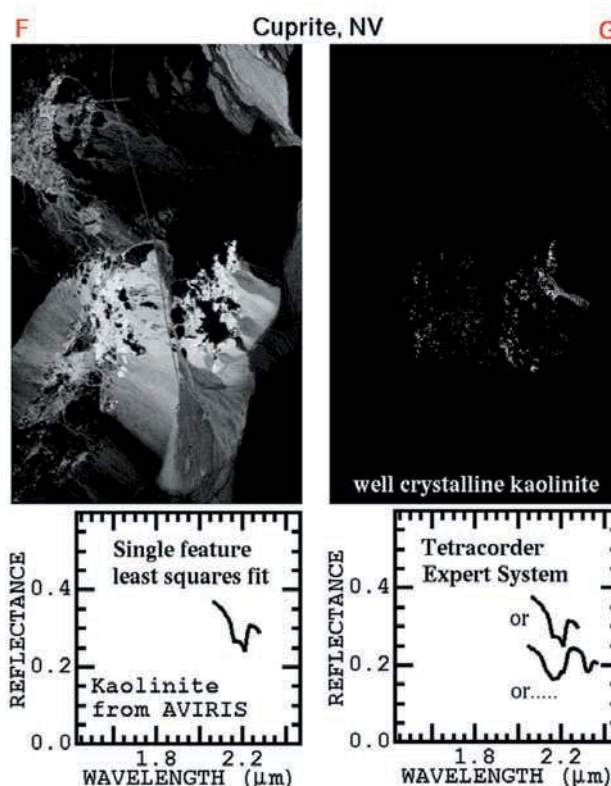 F
Cuprite, NV
G
well crystalline kaolinite
Single feature
least squares fit
Kaolinite
from AVIRIS
REFLECTANCE
0.4
0.2
0.0
1.8
2.2
WAVELENGTH (μm)
Tetracorder
Expert System
or
or.....
REFLECTANCE
0.4
0.2
0.0
1.8
2.2
WAVELENGTH (μm)